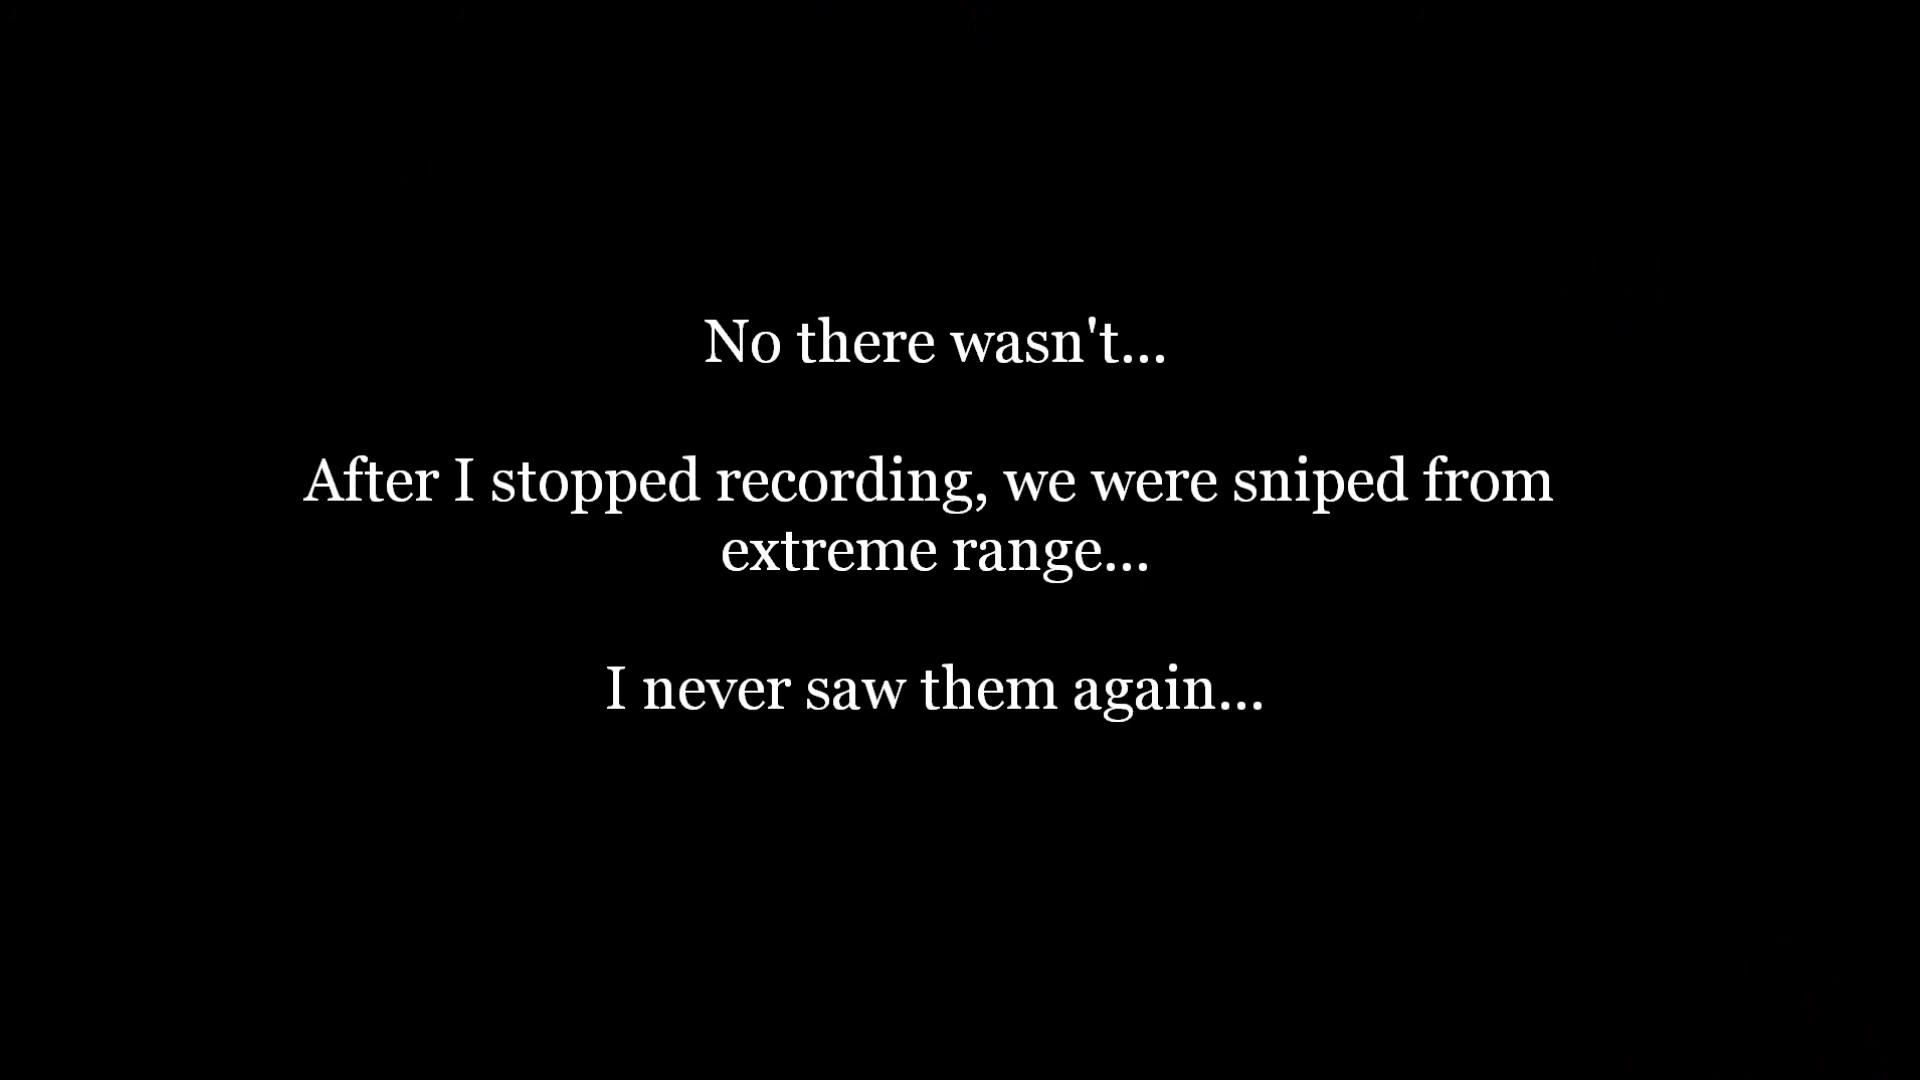 No there wasn't...
After I stopped recording, we were sniped from
extreme range...
I never saw them again...